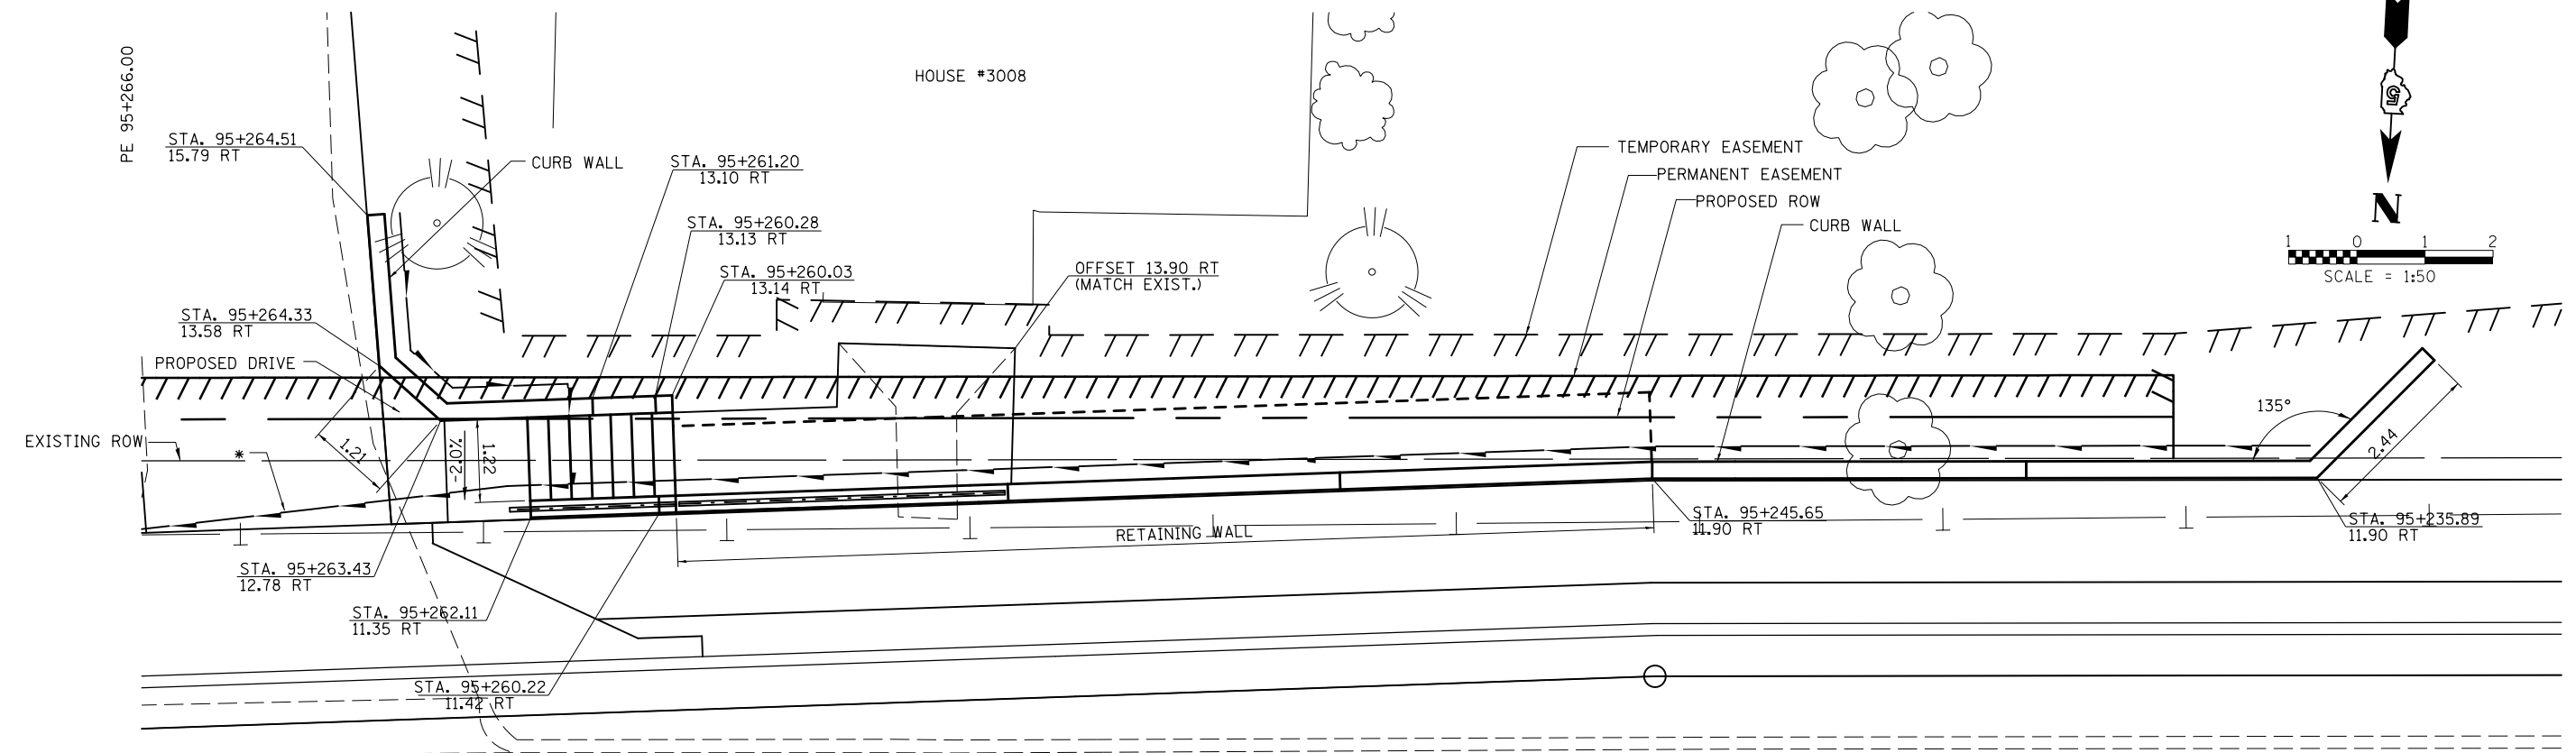 PE 95+266.00
HOUSE #3008
STA. 95+264.51
15.79 RT
CURB WALL
STA. 95+261.20
13.10 RT
STA. 95+260.28
13.13 RT
STA. 95+260.03
13.14 RT
OFFSET 13.90 RT
(MATCH EXIST.)
TEMPORARY EASEMENT
PERMANENT EASEMENT
PROPOSED ROW
CURB WALL
5
N
1 0 1 2
SCALE = 1:50
STA. 95+264.33
13.58 RT
PROPOSED DRIVE
EXISTING ROW
*
1.21
-2.0%
1.22
135°
2.44
STA. 95+245.65
11.90 RT
STA. 95+235.89
11.90 RT
RETAINING WALL
STA. 95+263.43
12.78 RT
STA. 95+262.11
11.35 RT
STA. 95+260.22
11.42 RT